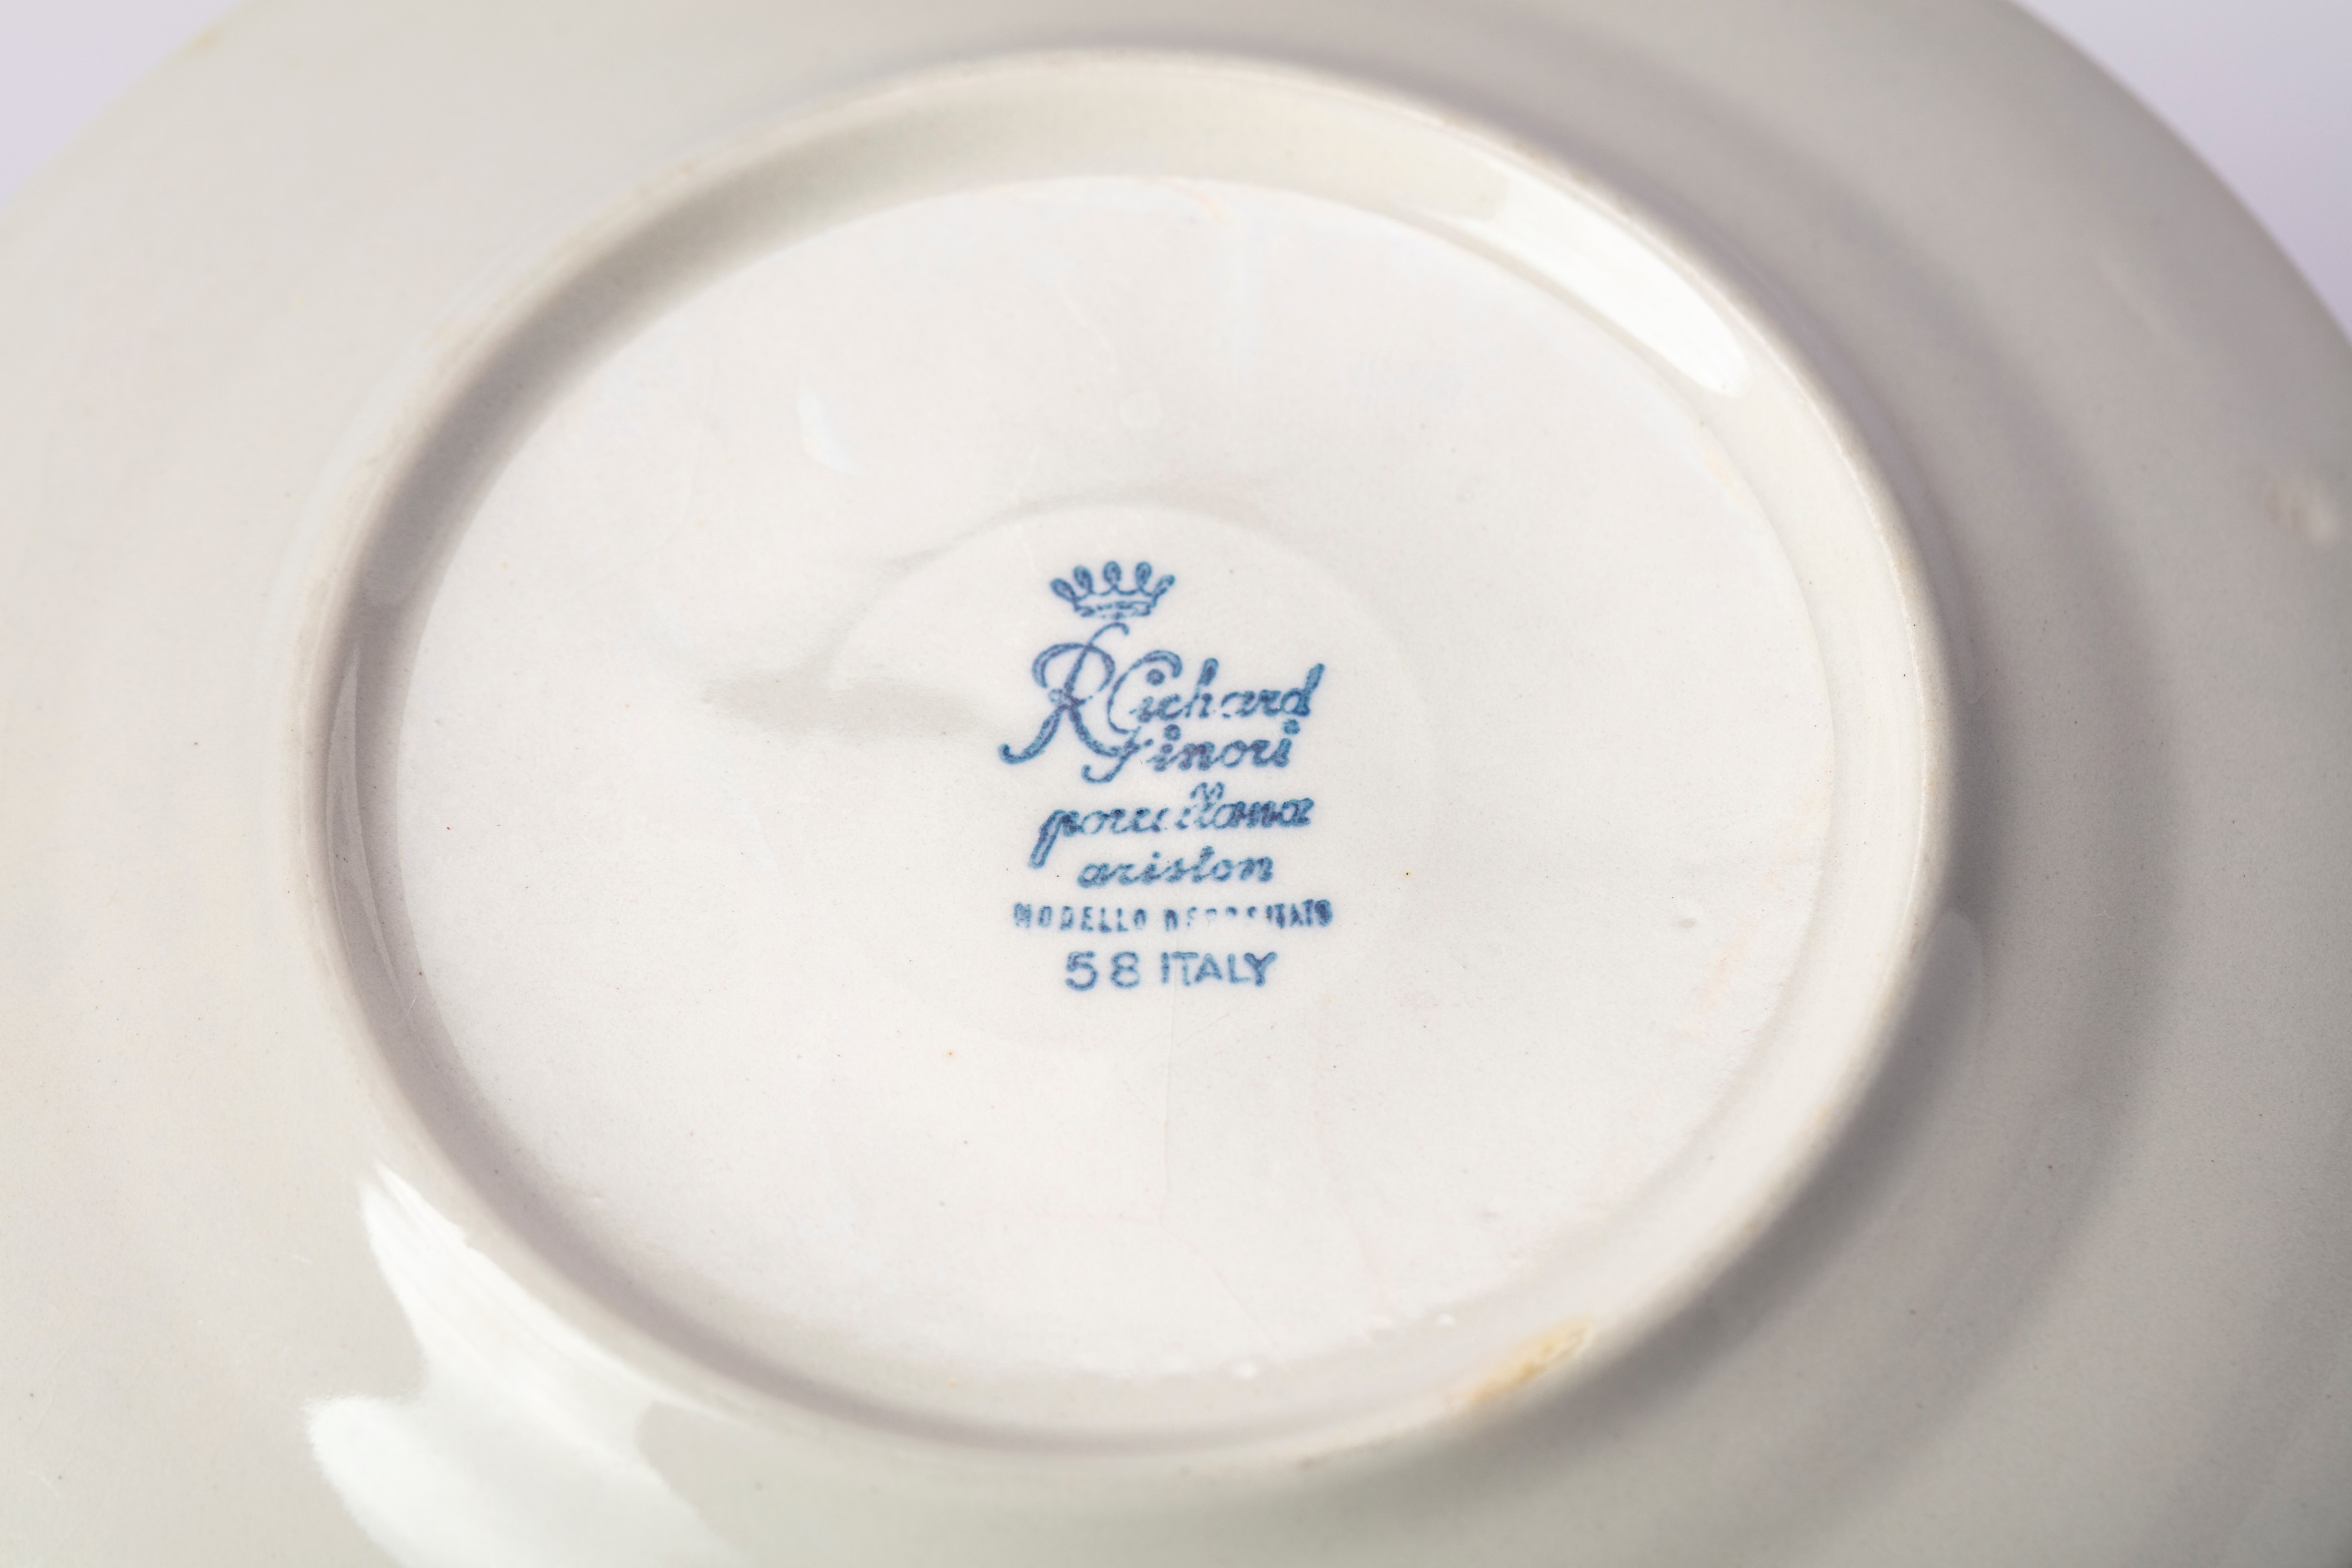 Richard
Ginori
porcellana
ariston
MODELLO DEPOSITATO
58 ITALY